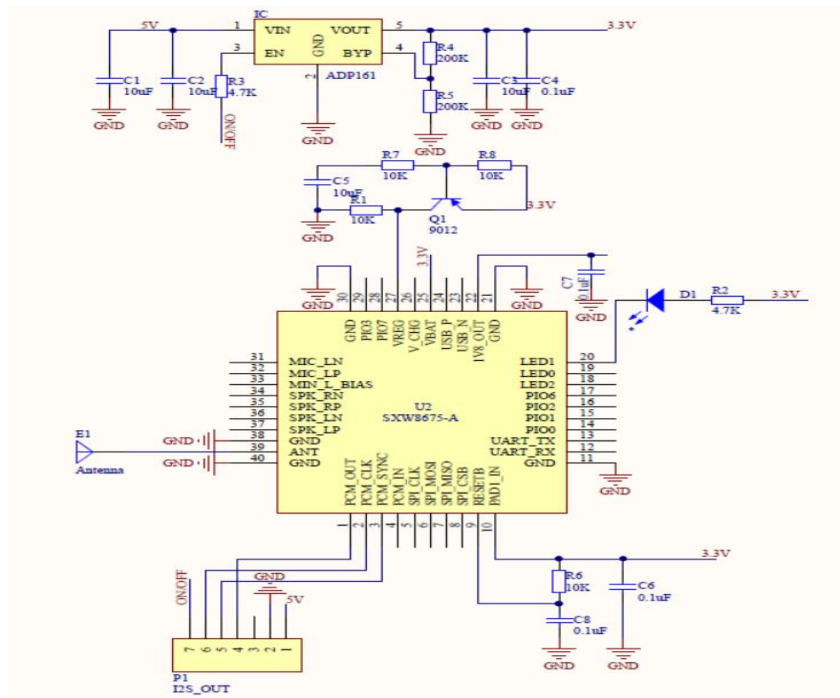 IC
5V
1
VIN
VOUT
5
3.3V
3
EN
GND
BYP
4
2
ADP161
R4
200K
R5
200K
C1
10uF
C2
10uF
R3
4.7K
C3
10uF
C4
0.1uF
GND
GND
ON/OFF
GND
GND
GND
GND
R7
10K
R8
10K
C5
10uF
R1
10K
Q1
9012
3.3V
GND
3.3V
C7
0.1uF
GND
GND
GND
D1
R2
4.7K
3.3V
30
29
28
27
26
25
24
23
22
21
GND
PIO3
PIO7
VREG
V_CHG
VBAT
USB_P
USB_N
1V8_OUT
GND
31
MIC_LN
32
MIC_LP
33
MIN_L_BIAS
34
SPK_RN
35
SPK_RP
36
SPK_LN
37
SPK_LP
38
GND
39
ANT
40
GND
U2
SXW8675-A
LED1
20
LED0
19
LED2
18
PIO6
17
PIO2
16
PIO1
15
PIO0
14
UART_TX
13
UART_RX
12
GND
11
GND
E1
Antenna
GND
GND
PCM_OUT
PCM_CLK
PCM_SYNC
PCM_IN
SPI_CLK
SPI_MOSI
SPI_MISO
SPI_CSB
RESETB
PAD1_IN
1
2
3
4
5
6
7
8
9
10
3.3V
R6
10K
C6
0.1uF
C8
0.1uF
GND
GND
ON/OFF
GND
5V
7
6
5
4
3
2
1
P1
I2S_OUT